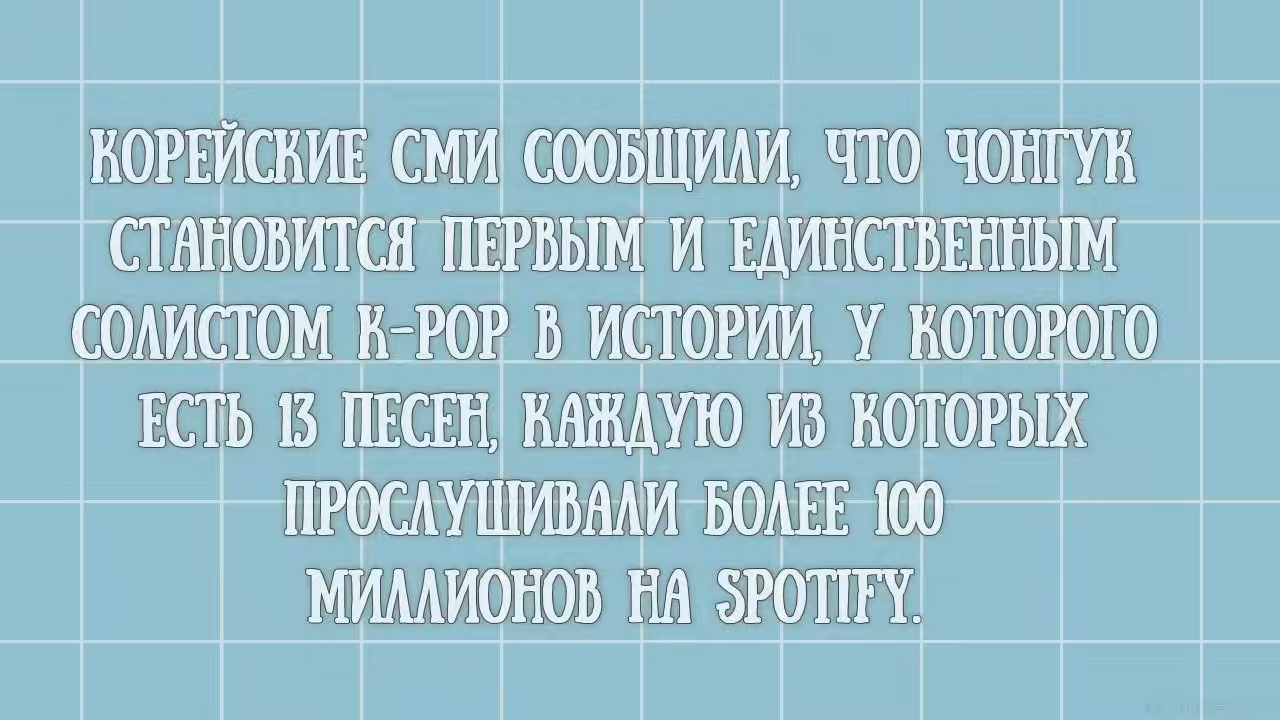 КОРЕЙСКИЕ СМИ СООБЩИЛИ, ЧТО ЧОНГУК
СТАНОВИТСЯ ПЕРВЫМ И ЕДИНСТВЕННЫМ
СОЛИСТОМ K-POP В ИСТОРИИ, У КОТОРОГО
ЕСТЬ 13 ПЕСЕН, КАЖДУЮ ИЗ КОТОРЫХ
ПРОСЛУШИВАЛИ БОЛЕЕ 100
МИЛЛИОНОВ НА SPOTIFY.